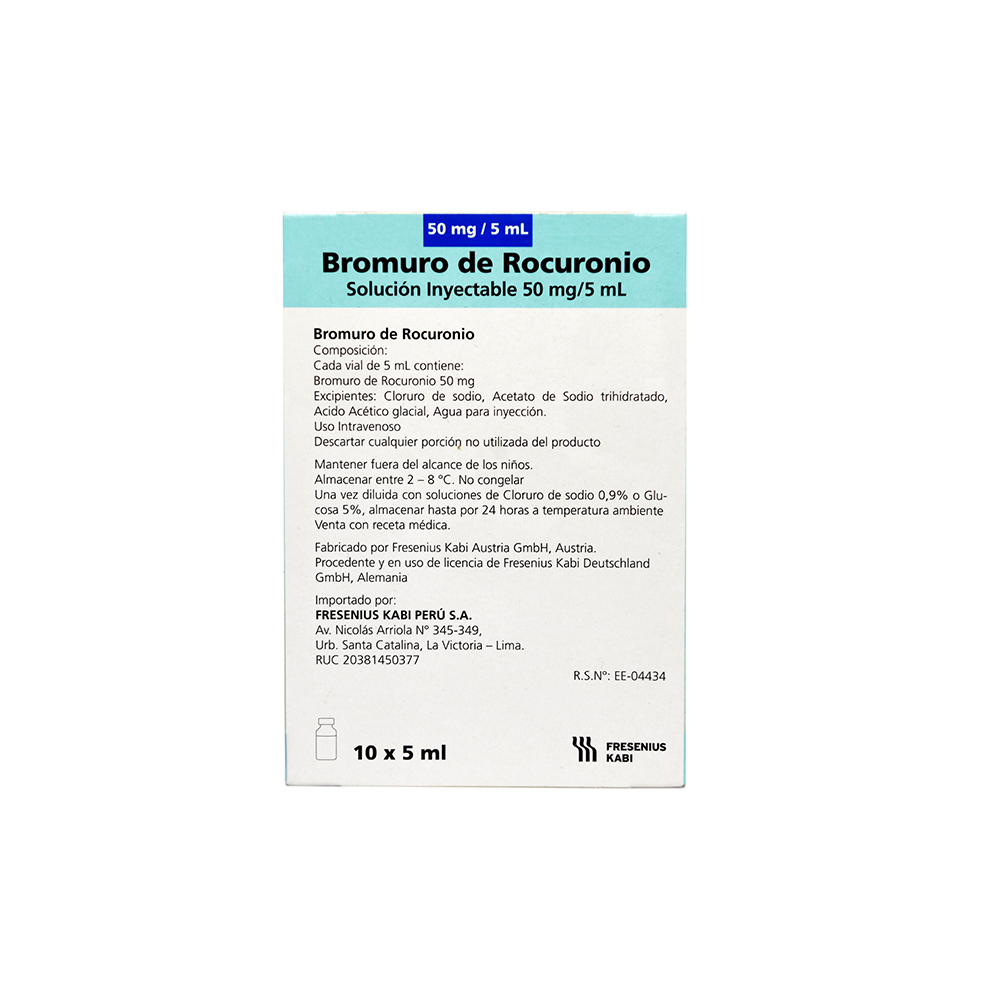 50 mg / 5 mL
Bromuro de Rocuronio
Solución Inyectable 50 mg/5 mL
Bromuro de Rocuronio
Composición:
Cada vial de 5 mL contiene:
Bromuro de Rocuronio 50 mg
Excipientes: Cloruro de sodio, Acetato de Sodio trihidratado,
Acido Acético glacial, Agua para inyección.
Uso Intravenoso
Descartar cualquier porción no utilizada del producto
Mantener fuera del alcance de los niños.
Almacenar entre 2 – 8 ºC. No congelar
Una vez diluida con soluciones de Cloruro de sodio 0,9% o Glu-
cosa 5%, almacenar hasta por 24 horas a temperatura ambiente
Venta con receta médica.
Fabricado por Fresenius Kabi Austria GmbH, Austria.
Procedente y en uso de licencia de Fresenius Kabi Deutschland
GmbH, Alemania
Importado por:
FRESENIUS KABI PERÚ S.A.
Av. Nicolás Arriola N° 345-349,
Urb. Santa Catalina, La Victoria – Lima.
RUC 20381450377
R.S.Nº: EE-04434
10 x 5 ml
FRESENIUS
KABI